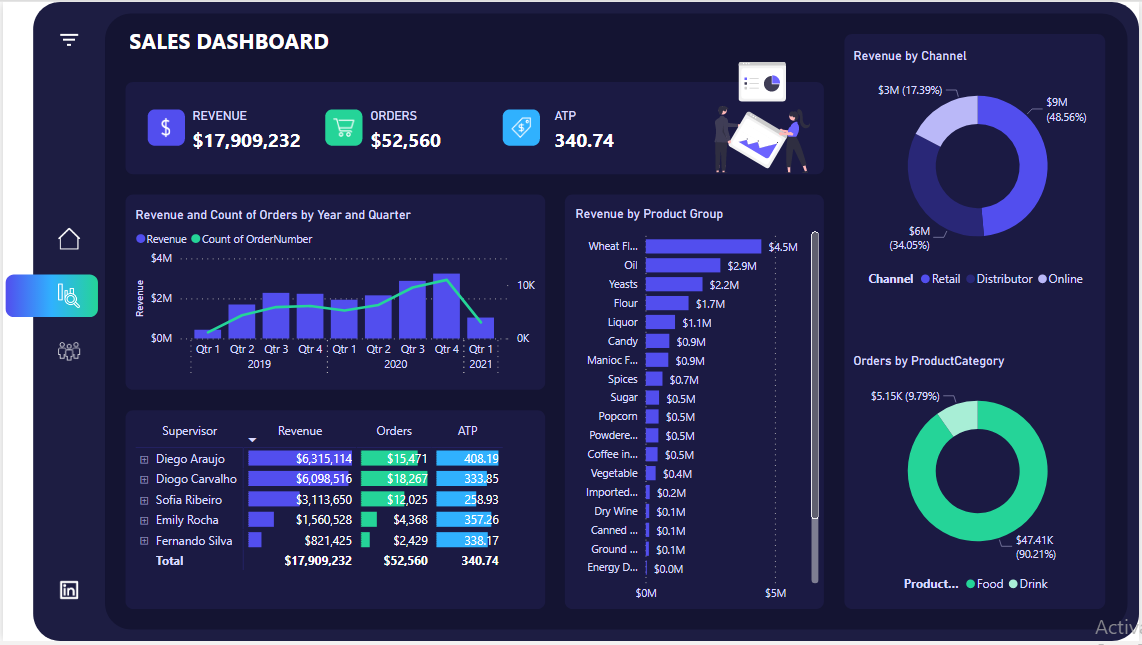 SALES DASHBOARD
REVENUE
$17,909,232
ORDERS
$52,560
ATP
340.74
Revenue and Count of Orders by Year and Quarter
Revenue Count of OrderNumber
$4M
$2M
$0M
Revenue
10K
0K
Qtr 1 Qtr 2 Qtr 3 Qtr 4 Qtr 1 Qtr 2 Qtr 3 Qtr 4 Qtr 1
2019 2020 2021
Supervisor Revenue Orders ATP
Diego Araujo $6,315,114 $15,471 408.19
Diogo Carvalho $6,098,516 $18,267 333.85
Sofia Ribeiro $3,113,650 $12,025 258.93
Emily Rocha $1,560,528 $4,368 357.26
Fernando Silva $821,425 $2,429 338.17
Total $17,909,232 $52,560 340.74
Revenue by Product Group
Wheat Fl... $4.5M
Oil $2.9M
Yeasts $2.2M
Flour $1.7M
Liquor $1.1M
Candy $0.9M
Manioc F... $0.9M
Spices $0.7M
Sugar $0.5M
Popcorn $0.5M
Powdere... $0.5M
Coffee in... $0.5M
Vegetable $0.4M
Imported... $0.2M
Dry Wine $0.1M
Canned ... $0.1M
Ground ... $0.1M
Energy D... $0.0M
$0M $5M
Revenue by Channel
$3M (17.39%)
$9M
(48.56%)
$6M
(34.05%)
Channel Retail Distributor Online
Orders by ProductCategory
$5.15K (9.79%)
$47.41K
(90.21%)
Product... Food Drink
in
Activa